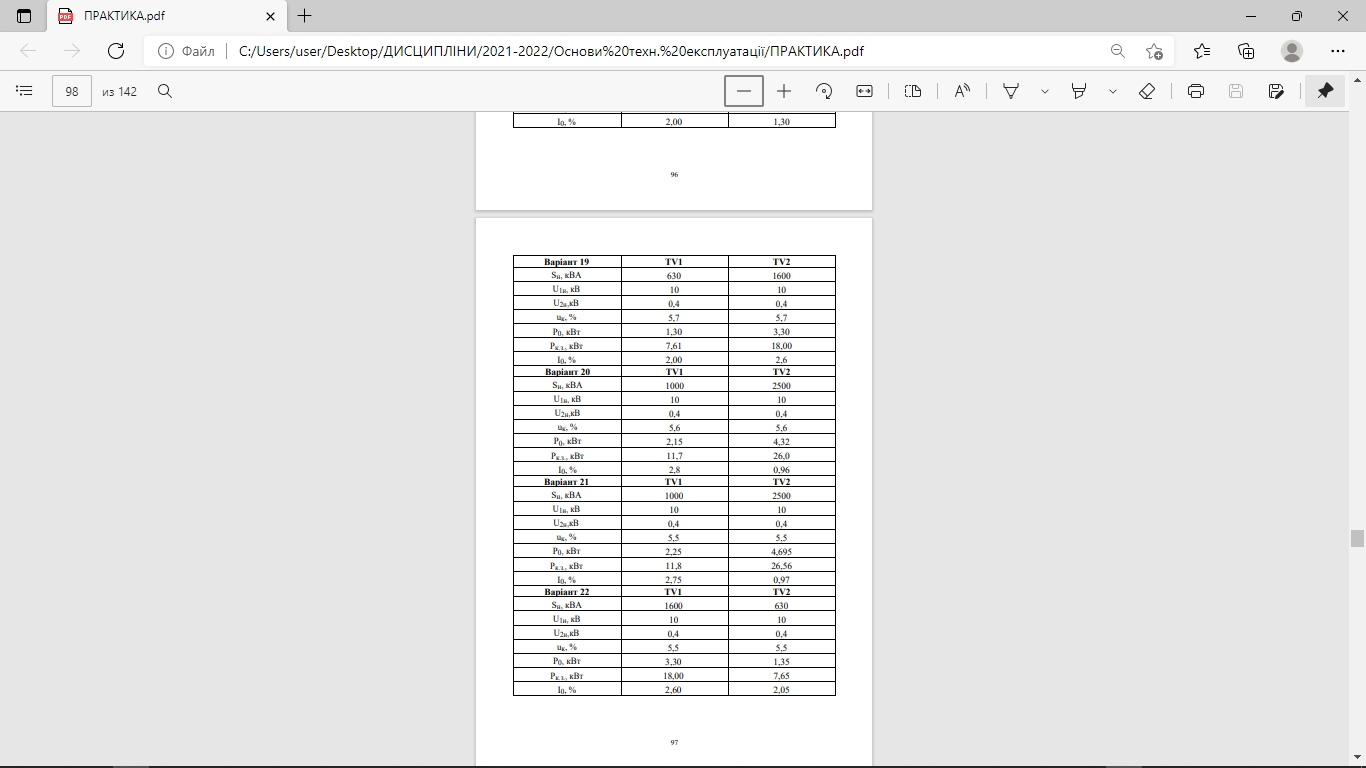 ПРАКТИКА.pdf
Файл C:/Users/user/Desktop/ДИСЦИПЛІНИ/2021-2022/Основи%20техн.%20експлуатації/ПРАКТИКА.pdf
98 из 142
I0, % 2,00 1,30
96
Варіант 19 TV1 TV2
Sн, кВА 630 1600
U1н, кВ 10 10
U2н,кВ 0,4 0,4
uк, % 5,7 5,7
P0, кВт 1,30 3,30
Pк.з., кВт 7,61 18,00
I0, % 2,00 2,6
Варіант 20 TV1 TV2
Sн, кВА 1000 2500
U1н, кВ 10 10
U2н,кВ 0,4 0,4
uк, % 5,6 5,6
P0, кВт 2,15 4,32
Pк.з., кВт 11,7 26,0
I0, % 2,8 0,96
Варіант 21 TV1 TV2
Sн, кВА 1000 2500
U1н, кВ 10 10
U2н,кВ 0,4 0,4
uк, % 5,5 5,5
P0, кВт 2,25 4,695
Pк.з., кВт 11,8 26,56
I0, % 2,75 0,97
Варіант 22 TV1 TV2
Sн, кВА 1600 630
U1н, кВ 10 10
U2н,кВ 0,4 0,4
uк, % 5,5 5,5
P0, кВт 3,30 1,35
Pк.з., кВт 18,00 7,65
I0, % 2,60 2,05
97